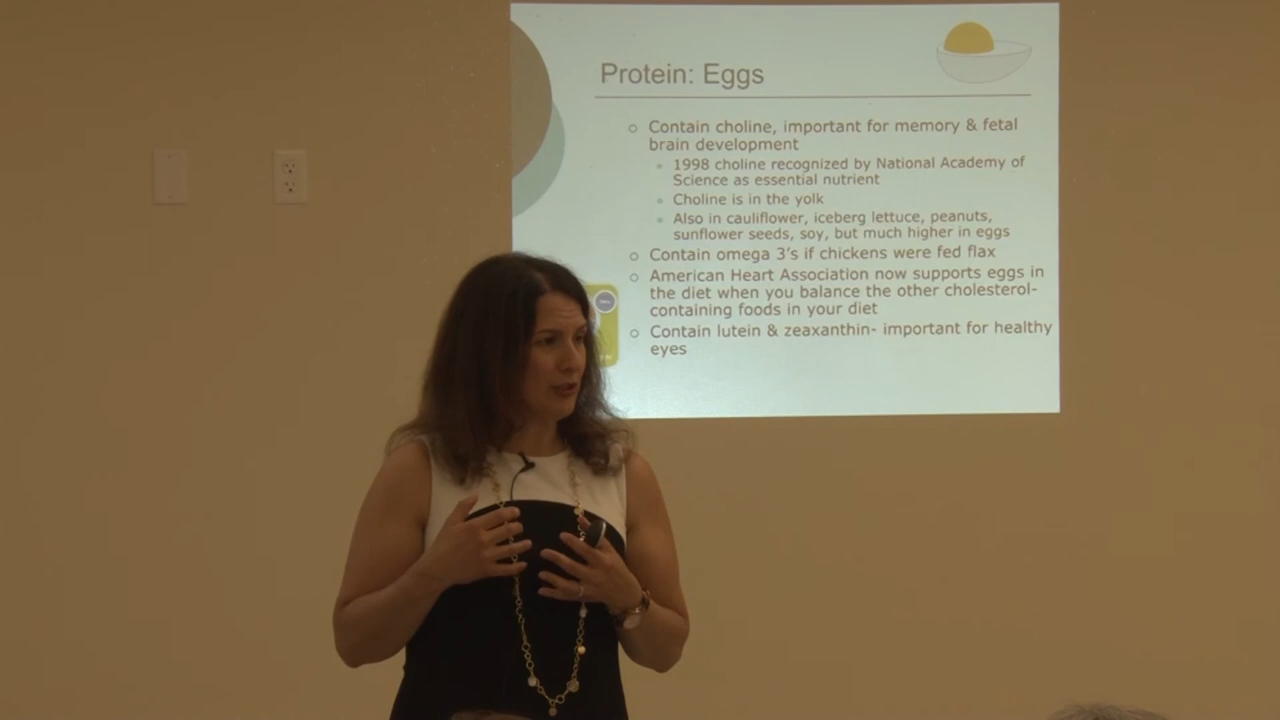 Protein: Eggs
Contain choline, important for memory & fetal
brain development
1998 choline recognized by National Academy of
Science as essential nutrient
Choline is in the yolk
Also in cauliflower, iceberg lettuce, peanuts,
sunflower seeds, soy, but much higher in eggs
Contain omega 3's if chickens were fed flax
American Heart Association now supports eggs in
the diet when you balance the other cholesterol-
containing foods in your diet
Contain lutein & zeaxanthin- important for healthy
eyes